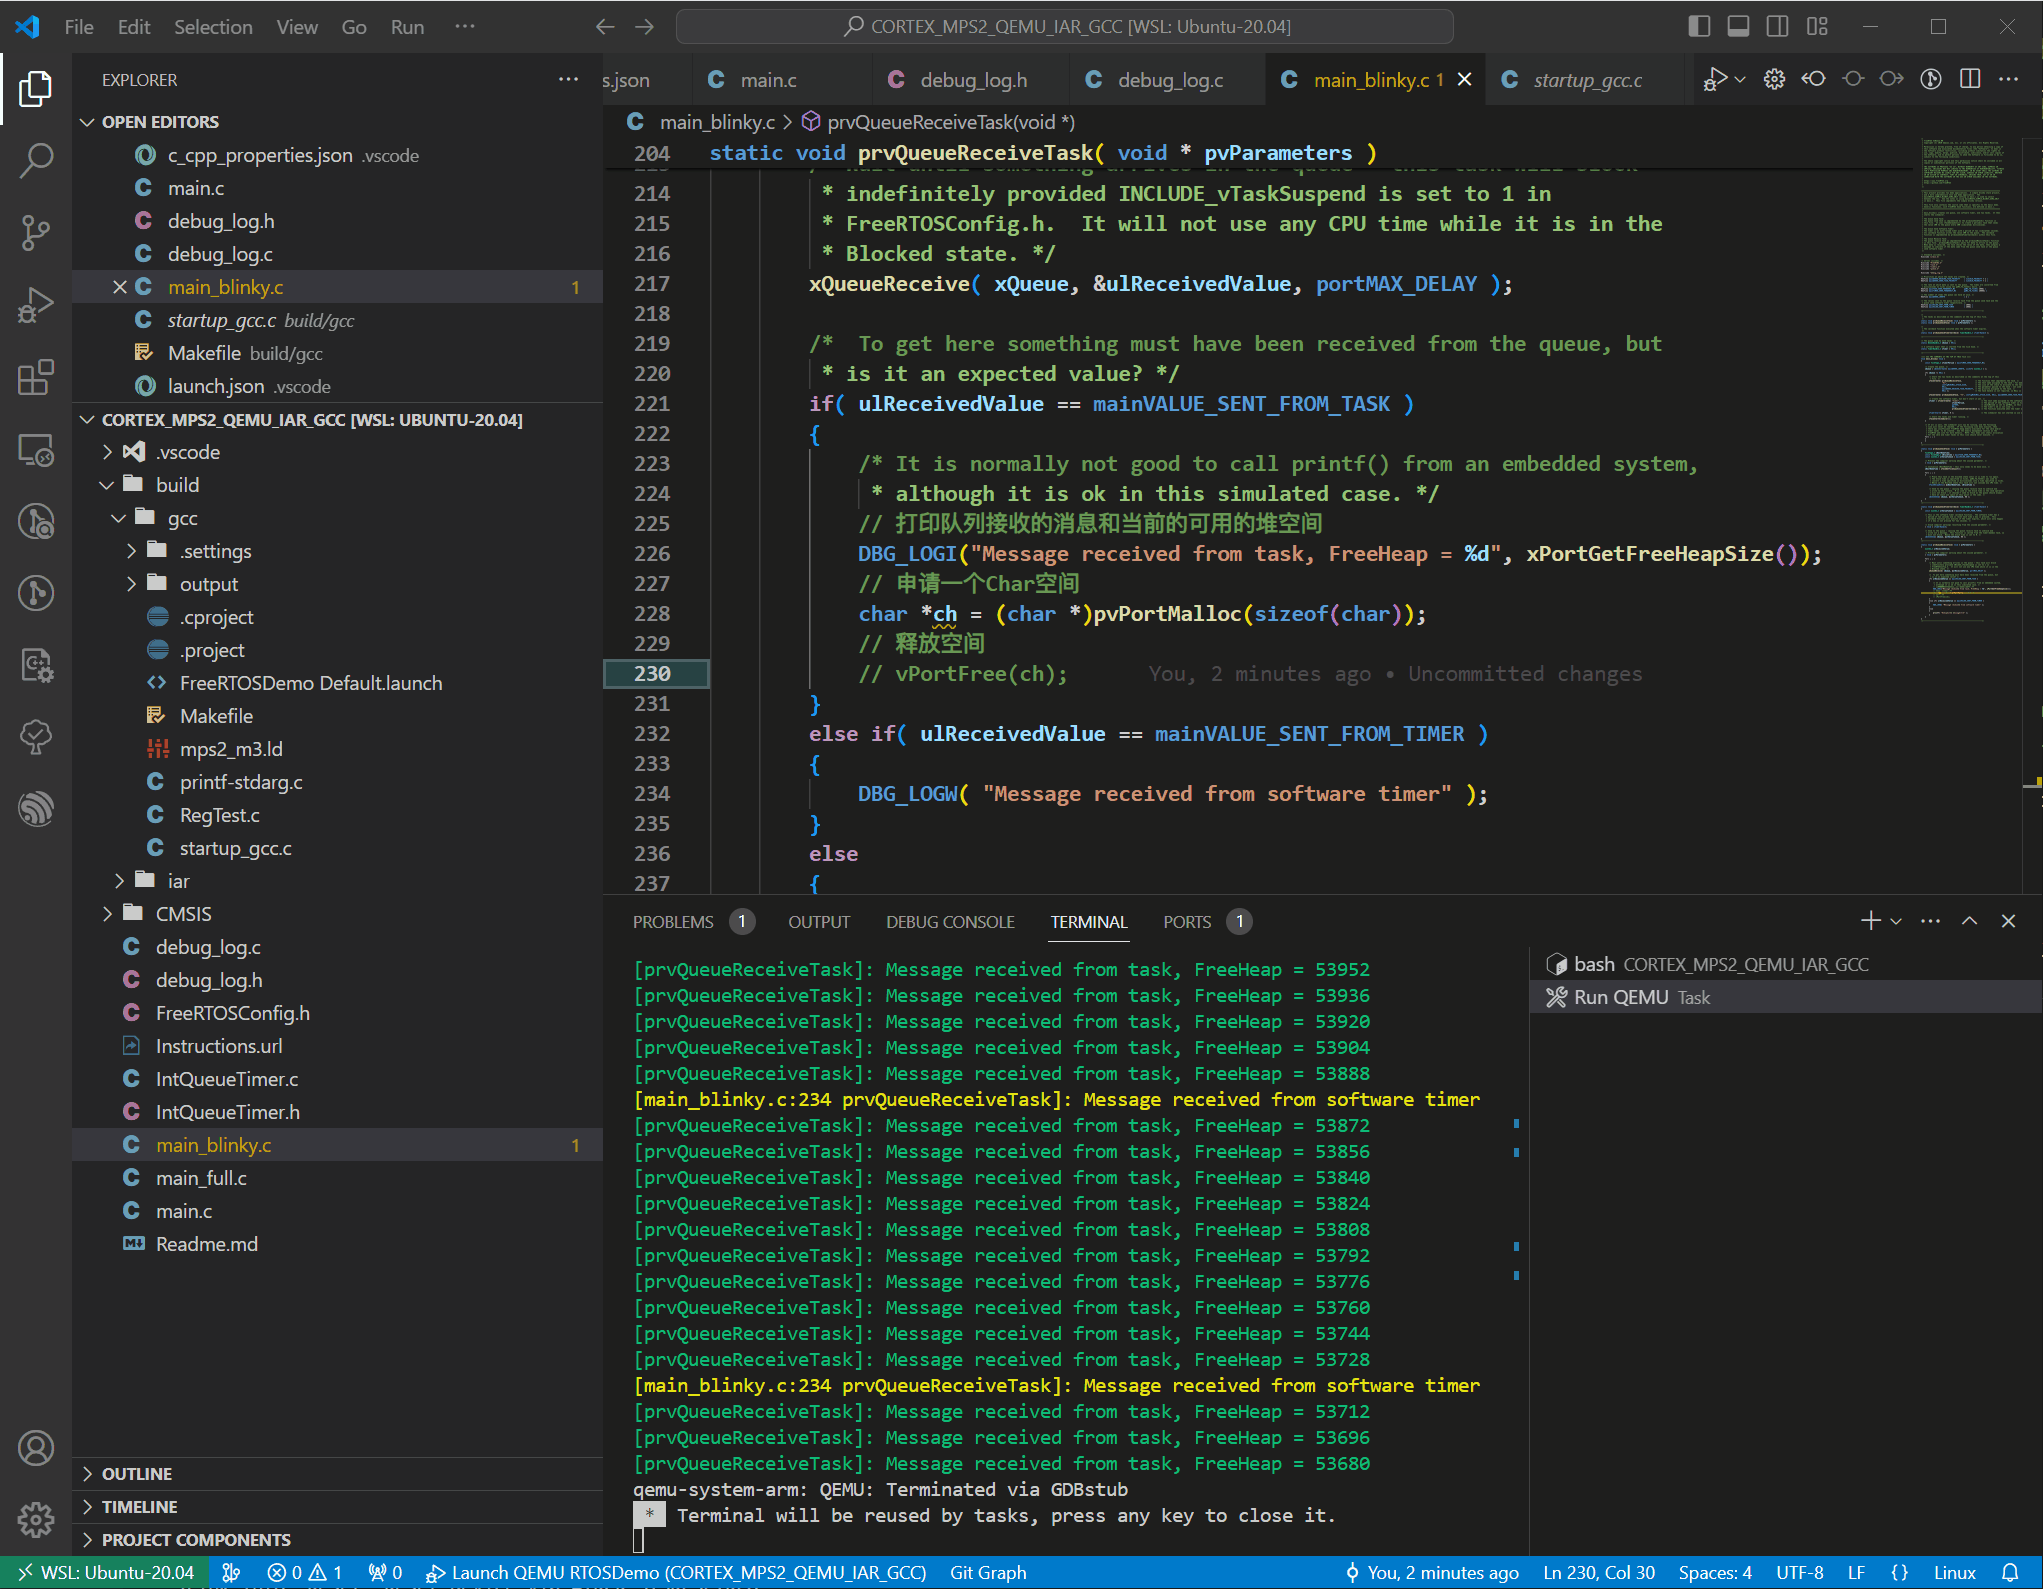 File Edit Selection View Go Run ··· CORTEX_MPS2_QEMU_IAR_GCC [WSL: Ubuntu-20.04]
EXPLORER
OPEN EDITORS
c_cpp_properties.json .vscode
main.c
debug_log.h
debug_log.c
main_blinky.c 1
startup_gcc.c build/gcc
Makefile build/gcc
launch.json .vscode
CORTEX_MPS2_QEMU_IAR_GCC [WSL: UBUNTU-20.04]
.vscode
build
gcc
.settings
output
.cproject
.project
FreeRTOSDemo Default.launch
Makefile
mps2_m3.ld
printf-stdarg.c
RegTest.c
startup_gcc.c
iar
CMSIS
debug_log.c
debug_log.h
FreeRTOSConfig.h
Instructions.url
IntQueueTimer.c
IntQueueTimer.h
main_blinky.c 1
main_full.c
main.c
Readme.md
OUTLINE
TIMELINE
PROJECT COMPONENTS
s.json main.c debug_log.h debug_log.c main_blinky.c 1 startup_gcc.c
main_blinky.c > prvQueueReceiveTask(void *)
204 static void prvQueueReceiveTask( void * pvParameters )
214 * indefinitely provided INCLUDE_vTaskSuspend is set to 1 in
215 * FreeRTOSConfig.h.  It will not use any CPU time while it is in the
216 * Blocked state. */
217 xQueueReceive( xQueue, &ulReceivedValue, portMAX_DELAY );
218
219 /*  To get here something must have been received from the queue, but
220 * is it an expected value? */
221 if( ulReceivedValue == mainVALUE_SENT_FROM_TASK )
222 {
223 /* It is normally not good to call printf() from an embedded system,
224 * although it is ok in this simulated case. */
225 // 打印队列接收的消息和当前的可用的堆空间
226 DBG_LOGI("Message received from task, FreeHeap = %d", xPortGetFreeHeapSize());
227 // 申请一个Char空间
228 char *ch = (char *)pvPortMalloc(sizeof(char));
229 // 释放空间
230 // vPortFree(ch); You, 2 minutes ago • Uncommitted changes
231 }
232 else if( ulReceivedValue == mainVALUE_SENT_FROM_TIMER )
233 {
234 DBG_LOGW( "Message received from software timer" );
235 }
236 else
237 {
PROBLEMS 1 OUTPUT DEBUG CONSOLE TERMINAL PORTS 1
[prvQueueReceiveTask]: Message received from task, FreeHeap = 53952
[prvQueueReceiveTask]: Message received from task, FreeHeap = 53936
[prvQueueReceiveTask]: Message received from task, FreeHeap = 53920
[prvQueueReceiveTask]: Message received from task, FreeHeap = 53904
[prvQueueReceiveTask]: Message received from task, FreeHeap = 53888
[main_blinky.c:234 prvQueueReceiveTask]: Message received from software timer
[prvQueueReceiveTask]: Message received from task, FreeHeap = 53872
[prvQueueReceiveTask]: Message received from task, FreeHeap = 53856
[prvQueueReceiveTask]: Message received from task, FreeHeap = 53840
[prvQueueReceiveTask]: Message received from task, FreeHeap = 53824
[prvQueueReceiveTask]: Message received from task, FreeHeap = 53808
[prvQueueReceiveTask]: Message received from task, FreeHeap = 53792
[prvQueueReceiveTask]: Message received from task, FreeHeap = 53776
[prvQueueReceiveTask]: Message received from task, FreeHeap = 53760
[prvQueueReceiveTask]: Message received from task, FreeHeap = 53744
[prvQueueReceiveTask]: Message received from task, FreeHeap = 53728
[main_blinky.c:234 prvQueueReceiveTask]: Message received from software timer
[prvQueueReceiveTask]: Message received from task, FreeHeap = 53712
[prvQueueReceiveTask]: Message received from task, FreeHeap = 53696
[prvQueueReceiveTask]: Message received from task, FreeHeap = 53680
qemu-system-arm: QEMU: Terminated via GDBstub
* Terminal will be reused by tasks, press any key to close it.
bash CORTEX_MPS2_QEMU_IAR_GCC
Run QEMU Task
WSL: Ubuntu-20.04 0 1 0 Launch QEMU RTOSDemo (CORTEX_MPS2_QEMU_IAR_GCC) Git Graph You, 2 minutes ago Ln 230, Col 30 Spaces: 4 UTF-8 LF {} Linux